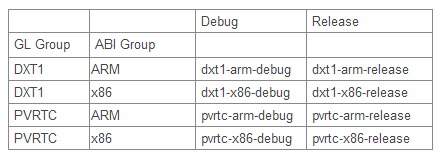 Debug Release
GL Group ABI Group
DXT1 ARM dxt1-arm-debug dxt1-arm-release
DXT1 x86 dxt1-x86-debug dxt1-x86-release
PVRTC ARM pvrtc-arm-debug pvrtc-arm-release
PVRTC x86 pvrtc-x86-debug pvrtc-x86-release